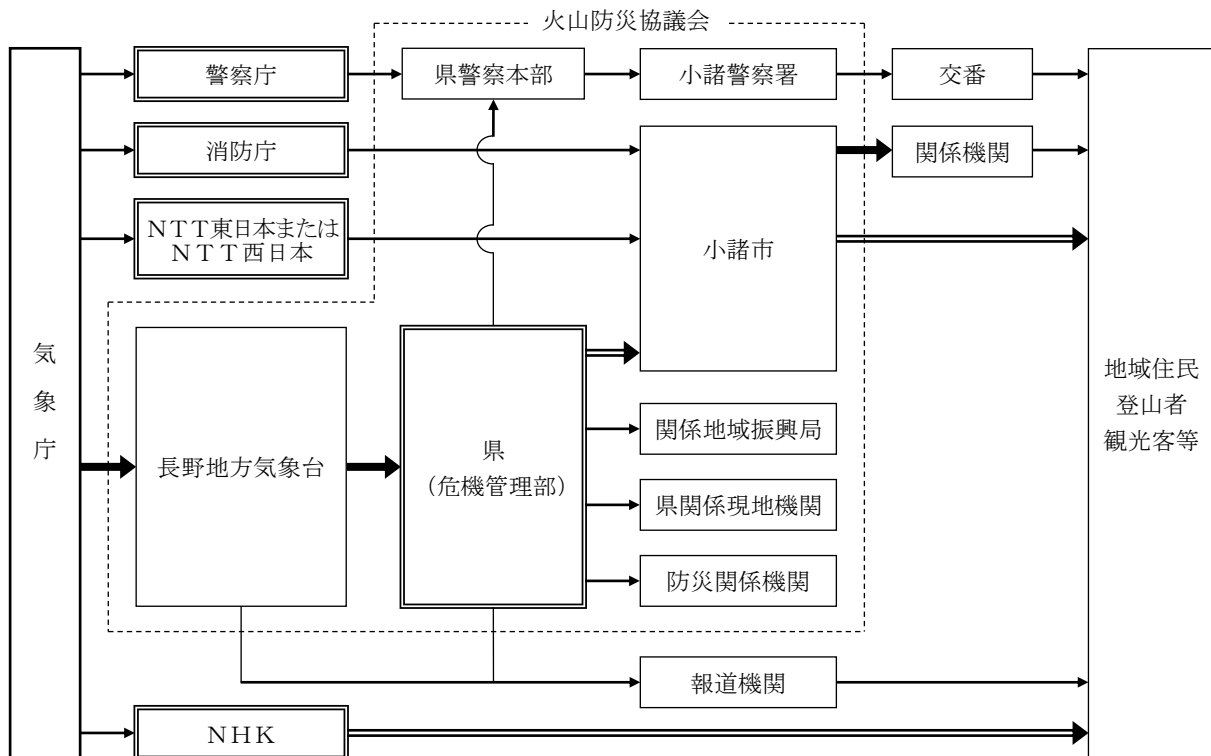 火山防災協議会
気象庁
警察庁
県警察本部
小諸警察署
交番
消防庁
関係機関
NTT東日本または
NTT西日本
小諸市
長野地方気象台
県
（危機管理部）
関係地域振興局
県関係現地機関
防災関係機関
地域住民
登山者
観光客等
報道機関
NHK